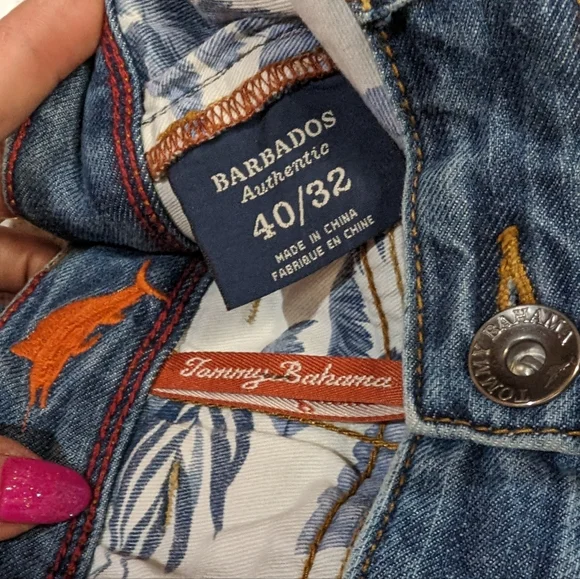 BARBADOS
Authentic
40/32
MADE IN CHINA
FABRIQUE EN CHINE
Tommy Bahama
TOMMY BAHAMA